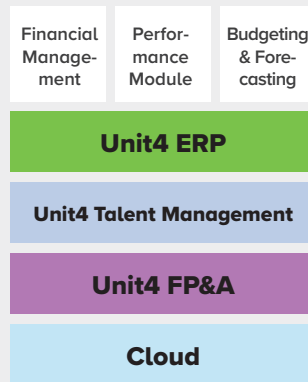 Financial
Manage-
ment
Perfor-
mance
Module
Budgeting
& Fore-
casting
Unit4 ERP
Unit4 Talent Management
Unit4 FP&A
Cloud